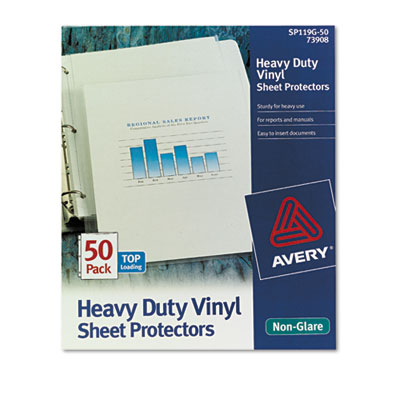 SP119G-50
73908
Heavy Duty
Vinyl
Sheet Protectors
Sturdy for heavy use
For reports and manuals
Easy to insert documents
REGIONAL SALES REPORT
50
Pack
TOP
Loading
AVERY
Heavy Duty Vinyl
Sheet Protectors
Non-Glare